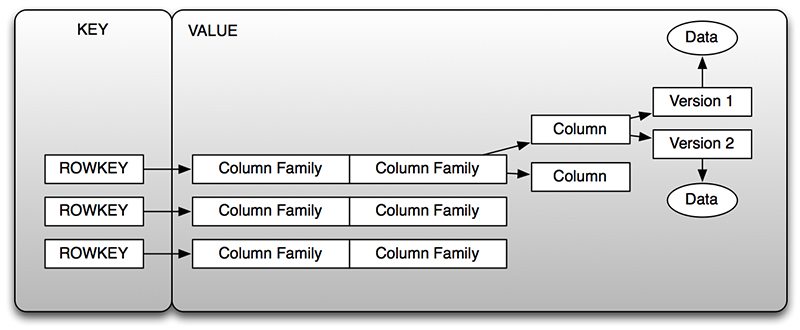 KEY
VALUE
Data
Version 1
Column
Version 2
ROWKEY
Column Family
Column Family
Column
Data
ROWKEY
Column Family
Column Family
ROWKEY
Column Family
Column Family